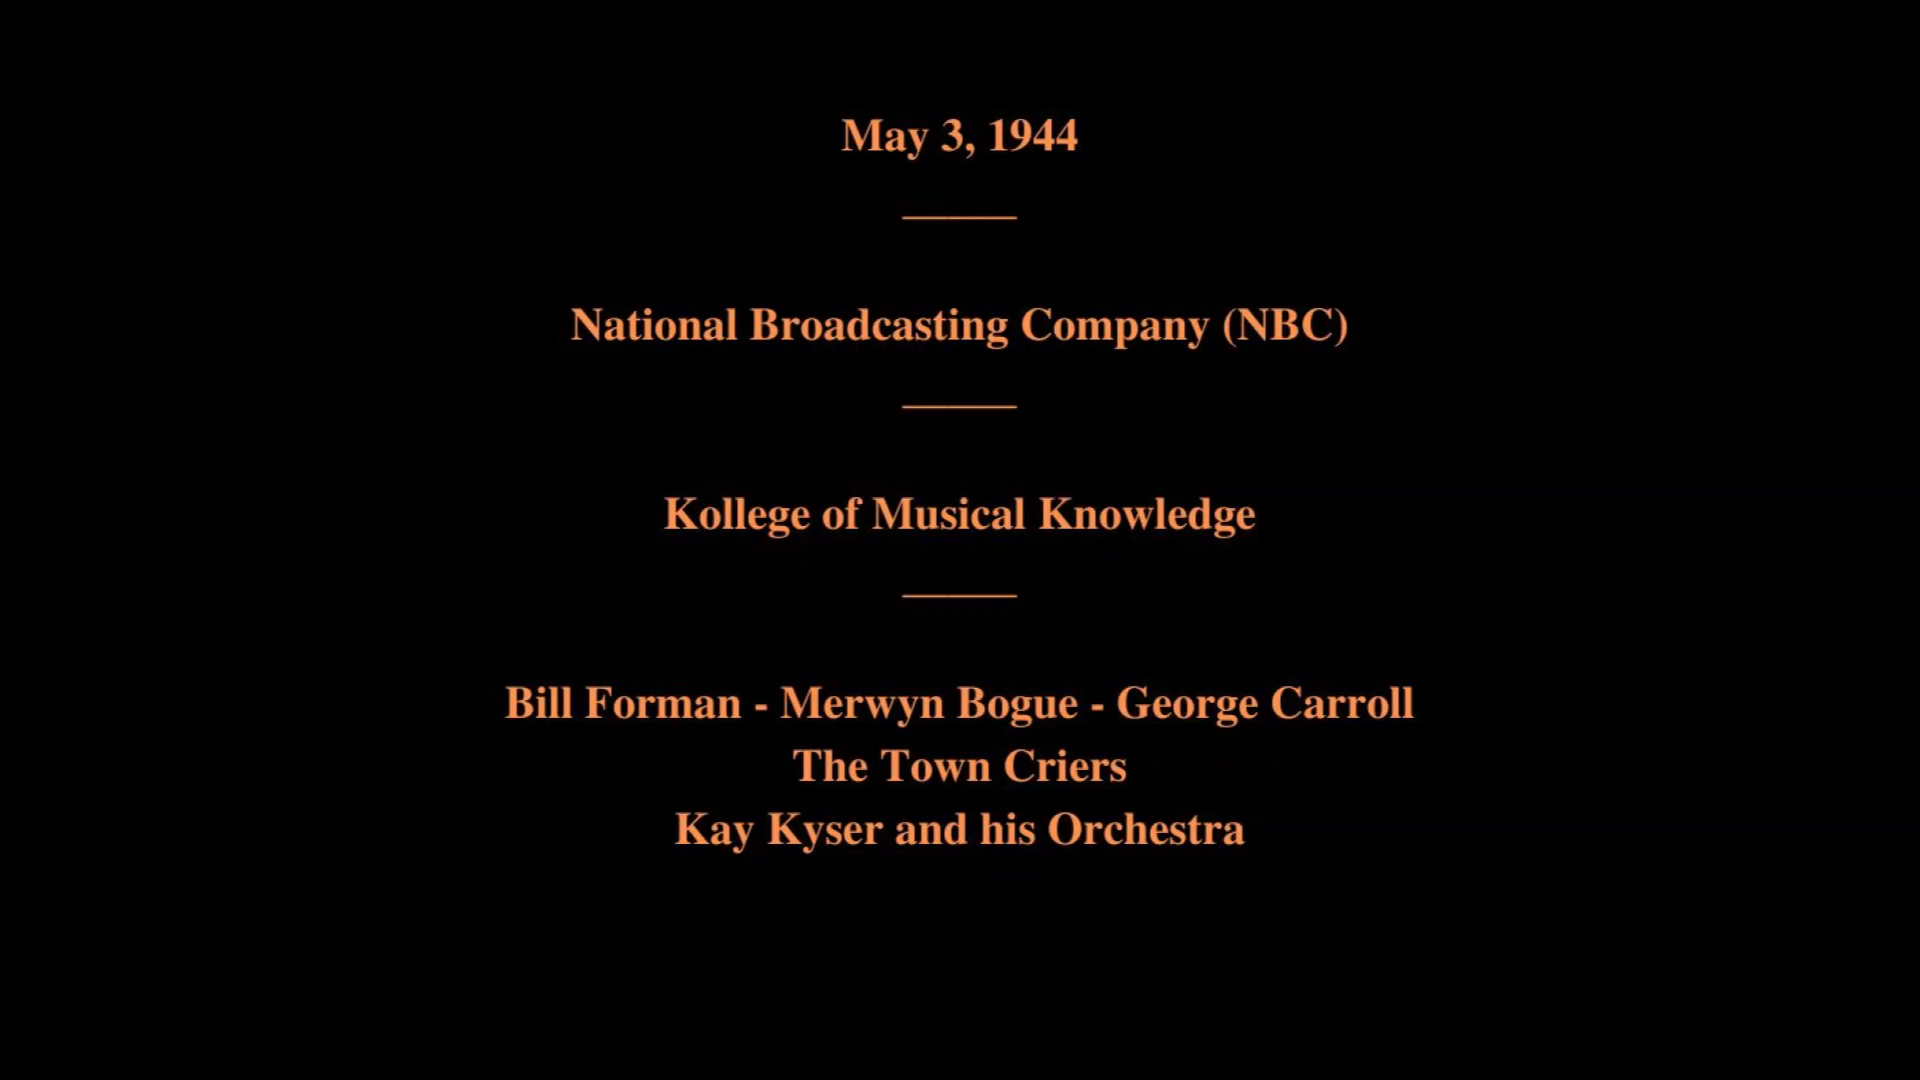 May 3, 1944
National Broadcasting Company (NBC)
Kollege of Musical Knowledge
Bill Forman - Merwyn Bogue - George Carroll
The Town Criers
Kay Kyser and his Orchestra